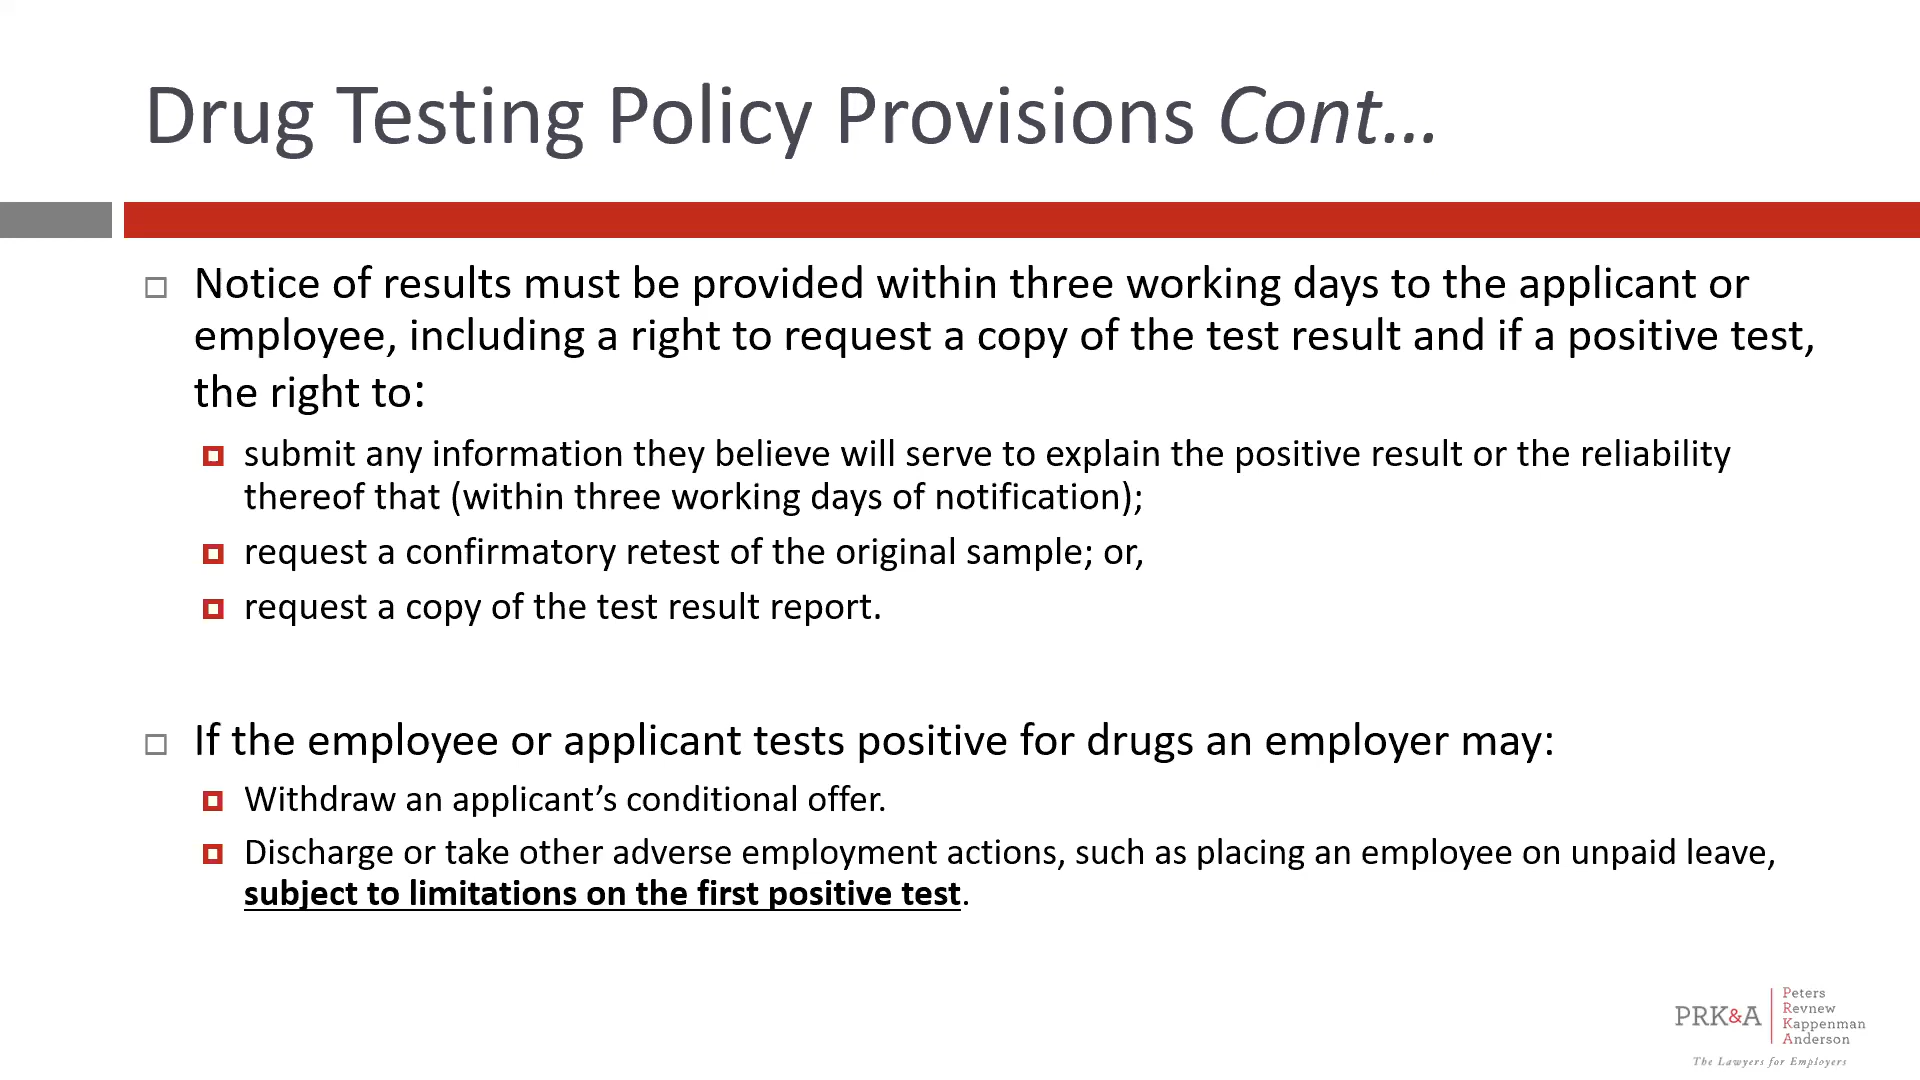 Drug Testing Policy Provisions Cont...
Notice of results must be provided within three working days to the applicant or
employee, including a right to request a copy of the test result and if a positive test,
the right to:
submit any information they believe will serve to explain the positive result or the reliability
thereof that (within three working days of notification);
request a confirmatory retest of the original sample; or,
request a copy of the test result report.
If the employee or applicant tests positive for drugs an employer may:
Withdraw an applicant’s conditional offer.
Discharge or take other adverse employment actions, such as placing an employee on unpaid leave,
subject to limitations on the first positive test.
PRK&A
Peters
Revnew
Kappenman
Anderson
The Lawyers for Employers